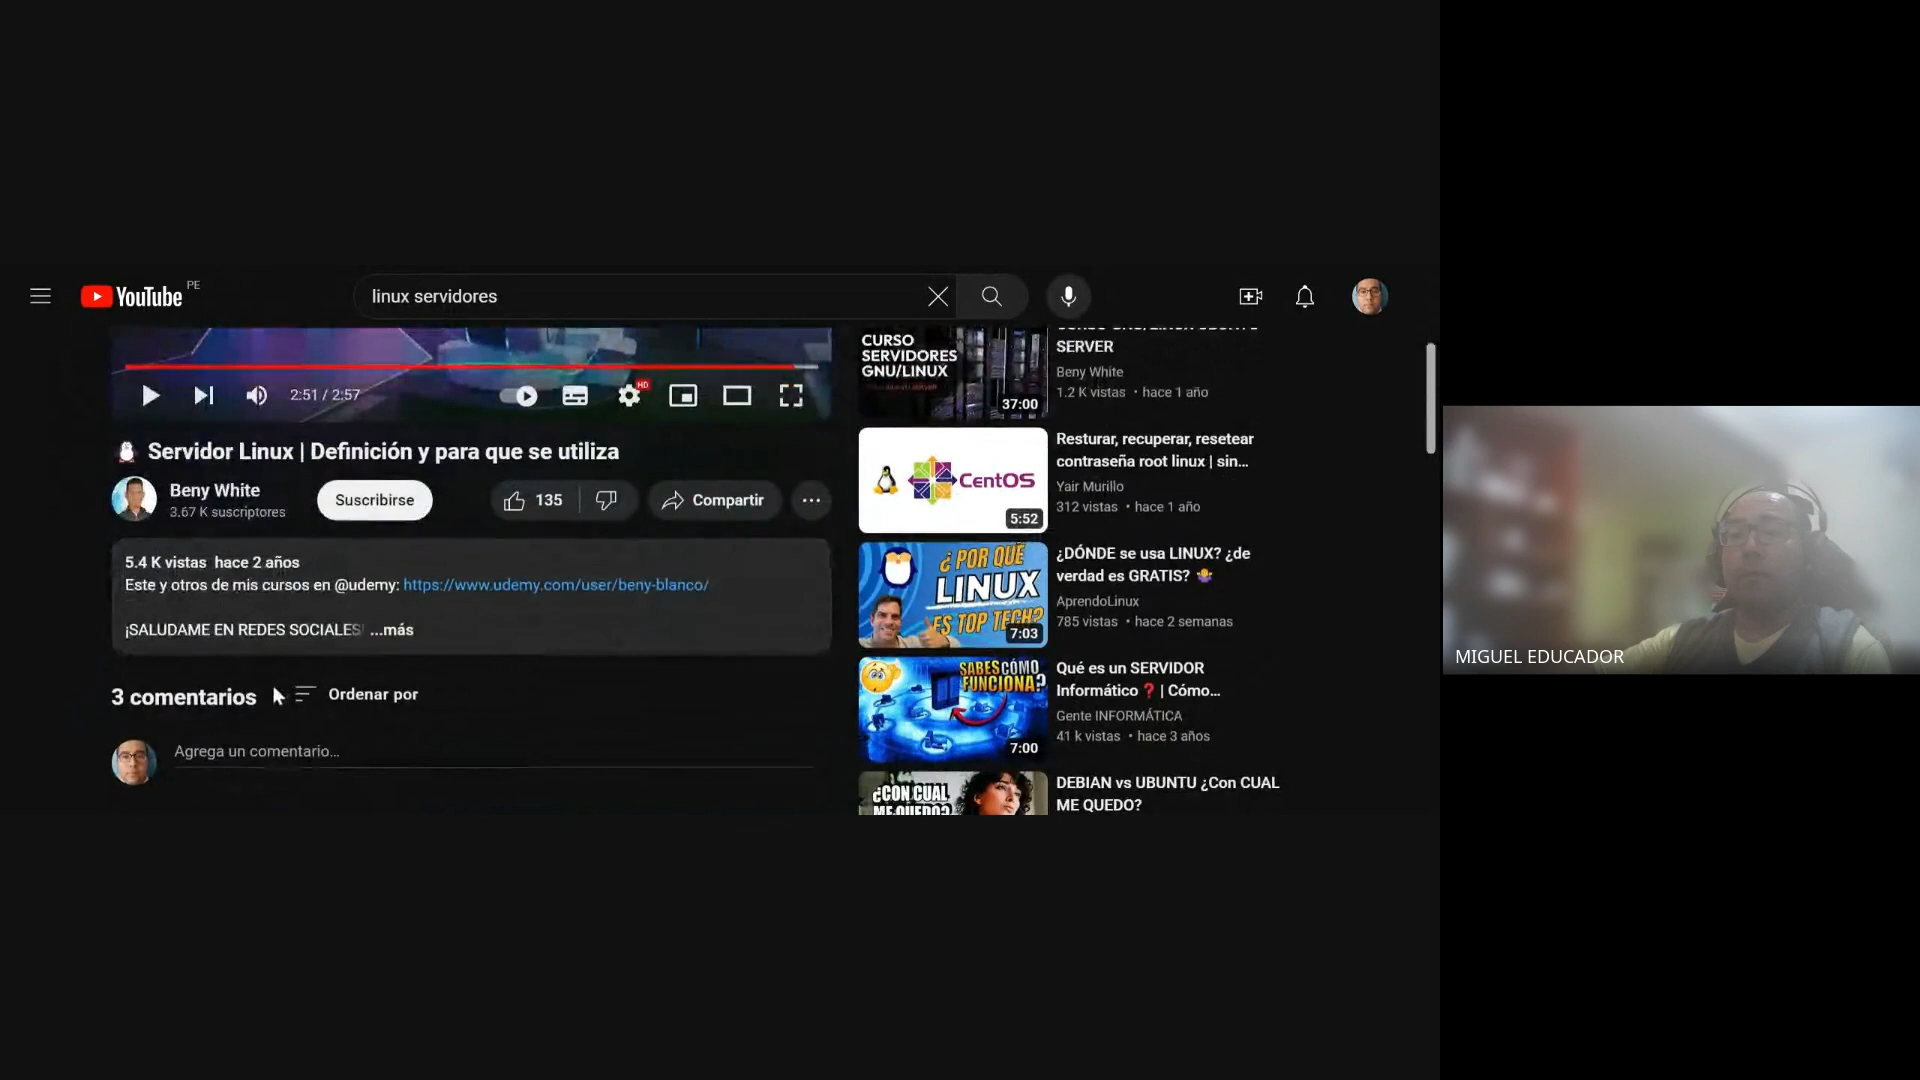 YouTube PE
linux servidores
2:51 / 2:57
HD
Servidor Linux | Definición y para que se utiliza
Beny White
3.67 K suscriptores
Suscribirse
135
Compartir
5.4 K vistas hace 2 años
Este y otros de mis cursos en @udemy: https://www.udemy.com/user/beny-blanco/
¡SALUDAME EN REDES SOCIALES! ...más
3 comentarios
Ordenar por
Agrega un comentario...
CURSO
SERVIDORES
GNU/LINUX
37:00
SERVER
Beny White
1.2 K vistas • hace 1 año
CentOS
5:52
Resturar, recuperar, resetear
contraseña root linux | sin...
Yair Murillo
312 vistas • hace 1 año
¿POR QUÉ
LINUX
ES TOP TECH?
7:03
¿DÓNDE se usa LINUX? ¿de
verdad es GRATIS?
AprendoLinux
785 vistas • hace 2 semanas
SABES CÓMO
FUNCIONA?
7:00
Qué es un SERVIDOR
Informático ❓ | Cómo...
Gente INFORMÁTICA
41 k vistas • hace 3 años
¿CON CUAL
ME QUEDO?
DEBIAN vs UBUNTU ¿Con CUAL
ME QUEDO?
MIGUEL EDUCADOR